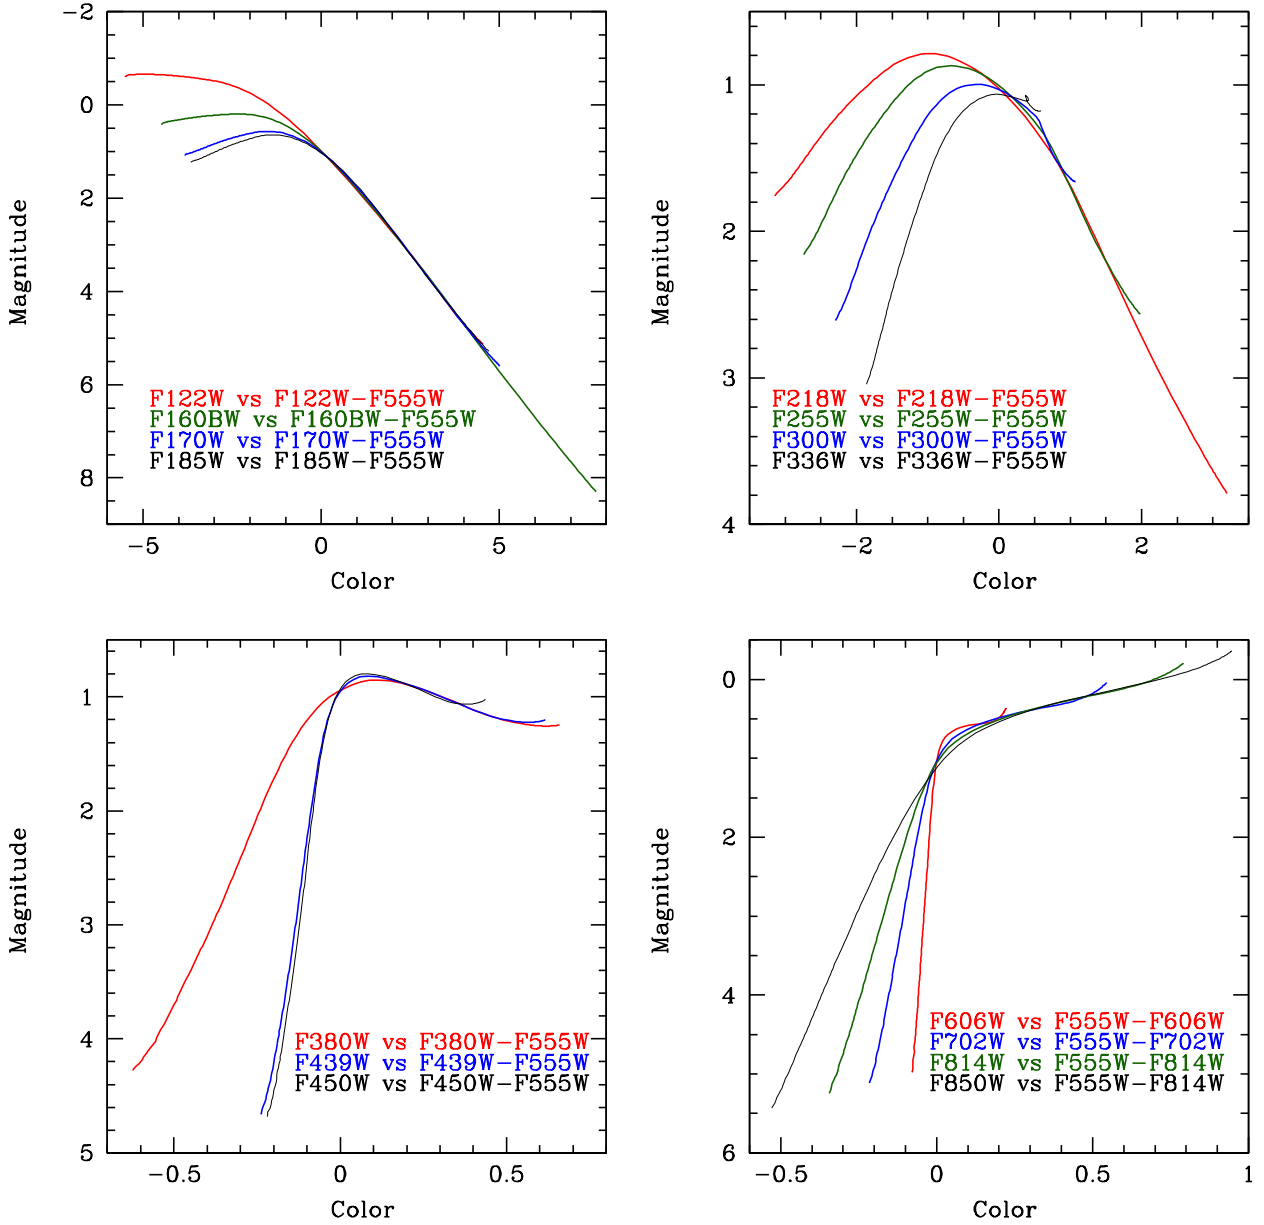 −2
0
2
4
6
8
Magnitude
F122W vs F122W−F555W
F160BW vs F160BW−F555W
F170W vs F170W−F555W
F185W vs F185W−F555W
−5 0 5
Color
1
2
3
4
Magnitude
F218W vs F218W−F555W
F255W vs F255W−F555W
F300W vs F300W−F555W
F336W vs F336W−F555W
−2 0 2
Color
1
2
3
4
5
Magnitude
F380W vs F380W−F555W
F439W vs F439W−F555W
F450W vs F450W−F555W
−0.5 0 0.5
Color
0
2
4
6
Magnitude
F606W vs F555W−F606W
F702W vs F555W−F702W
F814W vs F555W−F814W
F850W vs F555W−F814W
−0.5 0 0.5 1
Color